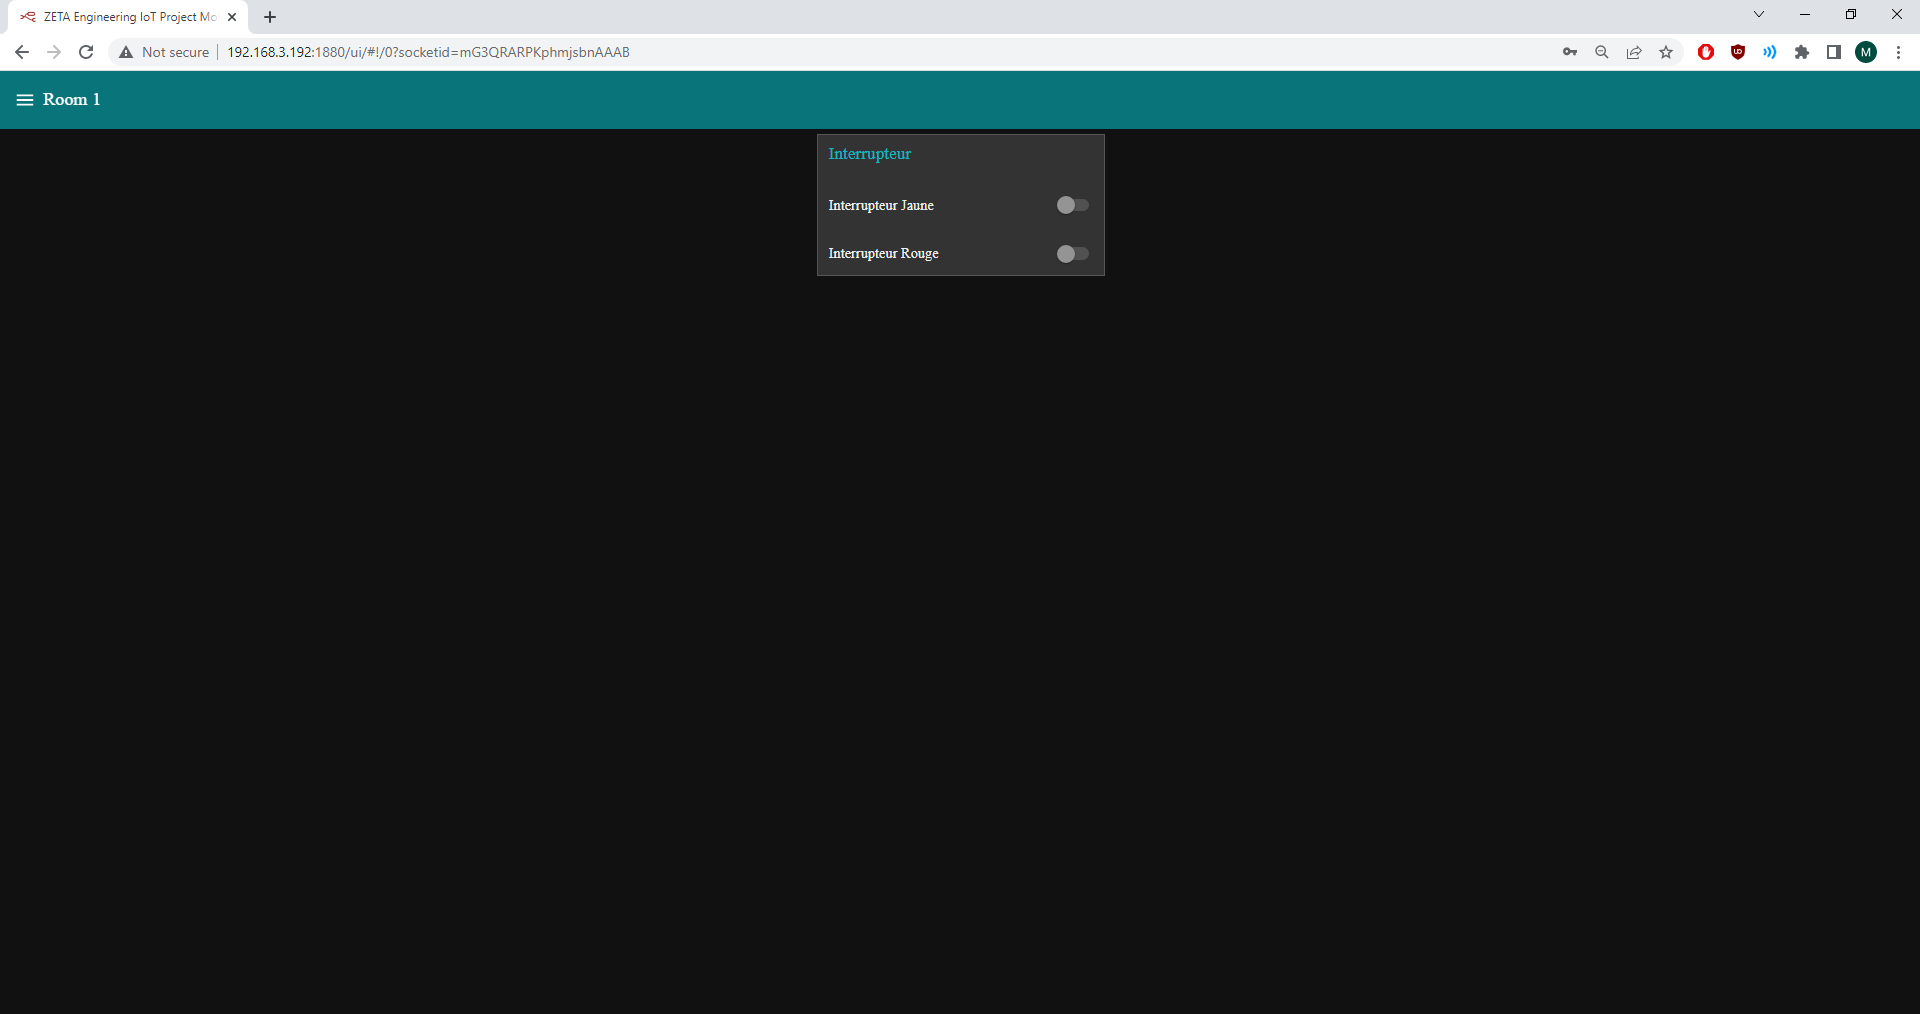 ZETA Engineering IoT Project Mo
Not secure
192.168.3.192:1880/ui/#!/0?socketid=mG3QRARPKphmjsbnAAAB
M
Room 1
Interrupteur
Interrupteur Jaune
Interrupteur Rouge